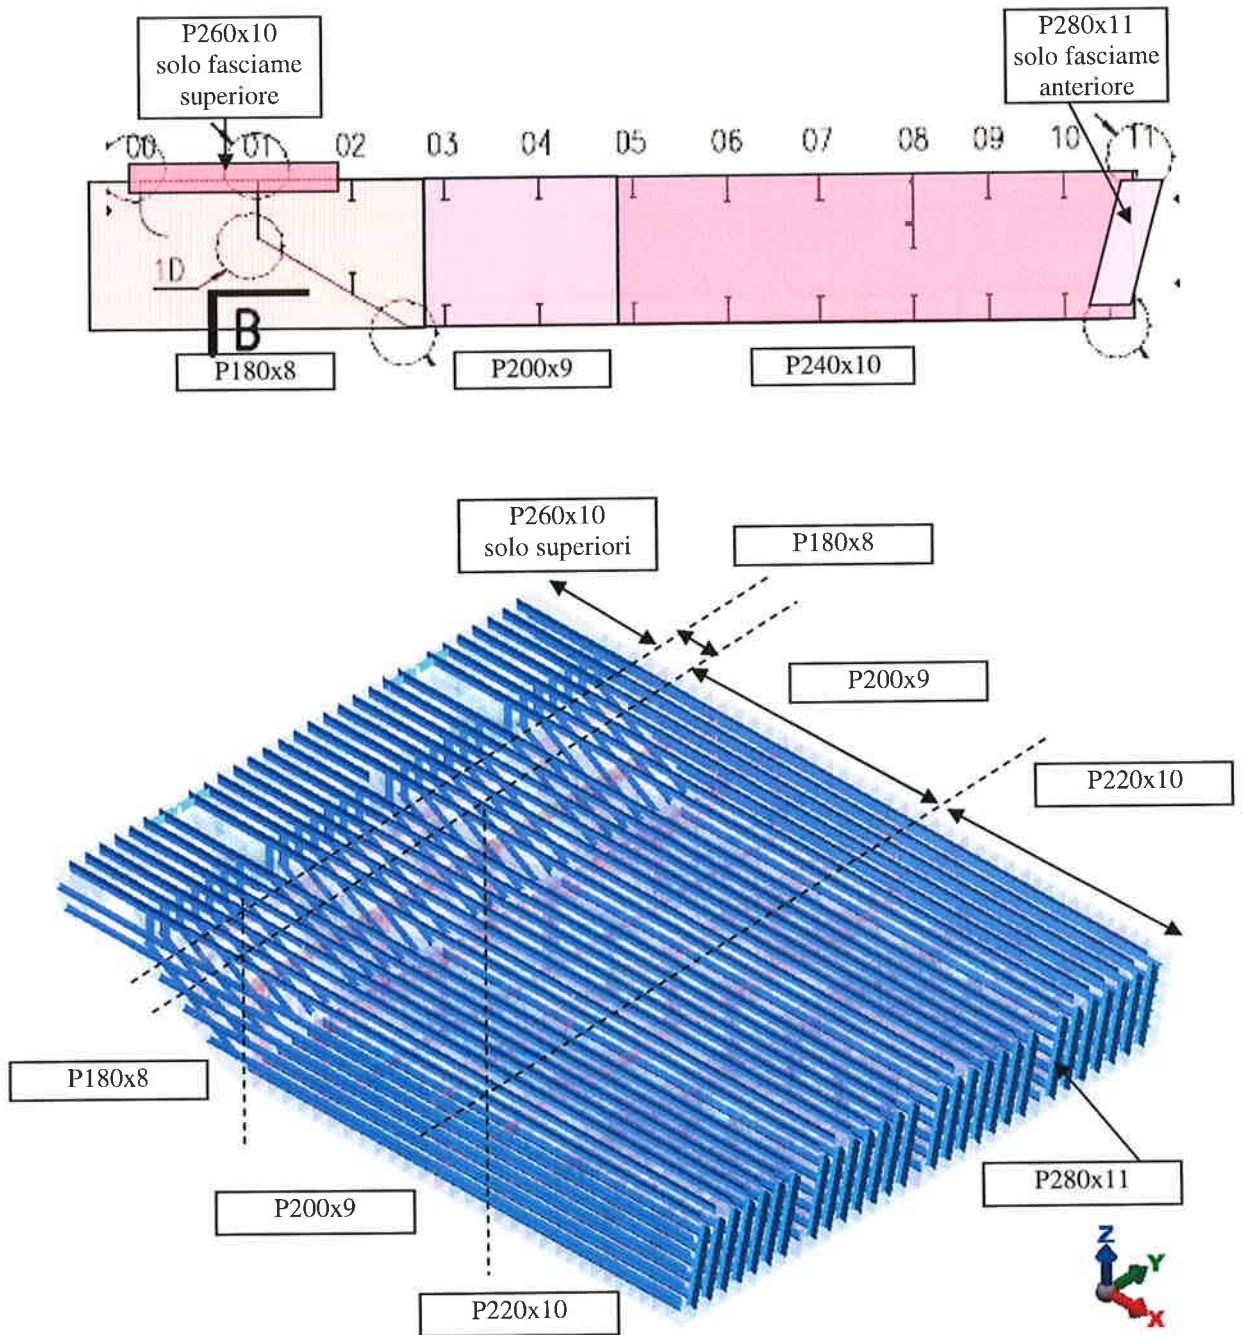 P260x10
solo fasciame
superiore
P280x11
solo fasciame
anteriore
00 01 02 03 04 05 06 07 08 09 10 11
1D
B
P180x8
P200x9
P240x10
P260x10
solo superiori
P180x8
P200x9
P220x10
P180x8
P200x9
P220x10
P280x11
Z
Y
X